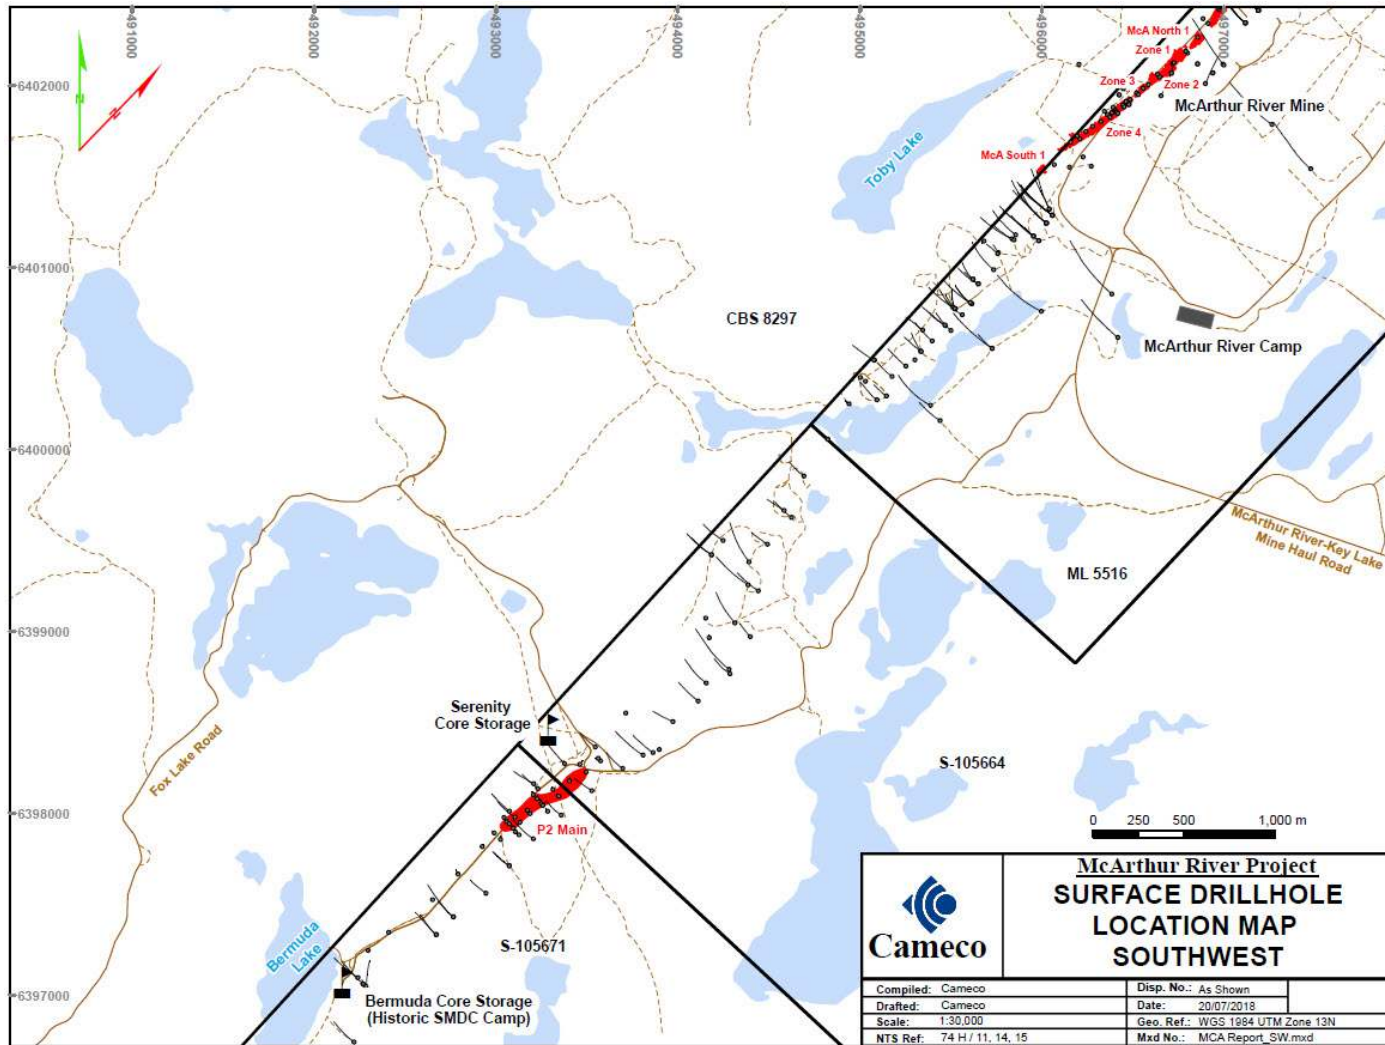 491000
492000
493000
494000
495000
496000
497000
6402000
6401000
6400000
6399000
6398000
6397000
N
McA North 1
Zone 1
Zone 3
Zone 2
McArthur River Mine
Zone 4
McA South 1
Toby Lake
CBS 8297
McArthur River Camp
McArthur River-Key Lake
Mine Haul Road
ML 5516
Serenity
Core Storage
Fox Lake Road
S-105664
P2 Main
0 250 500 1,000 m
Bermuda
Lake
S-105671
Bermuda Core Storage
(Historic SMDC Camp)
Cameco
McArthur River Project
SURFACE DRILLHOLE
LOCATION MAP
SOUTHWEST
Compiled: Cameco Disp. No.: As Shown
Drafted: Cameco Date: 20/07/2018
Scale: 1:30,000 Geo. Ref.: WGS 1984 UTM Zone 13N
NTS Ref: 74 H / 11, 14, 15 Mxd No.: MCA Report_SW.mxd